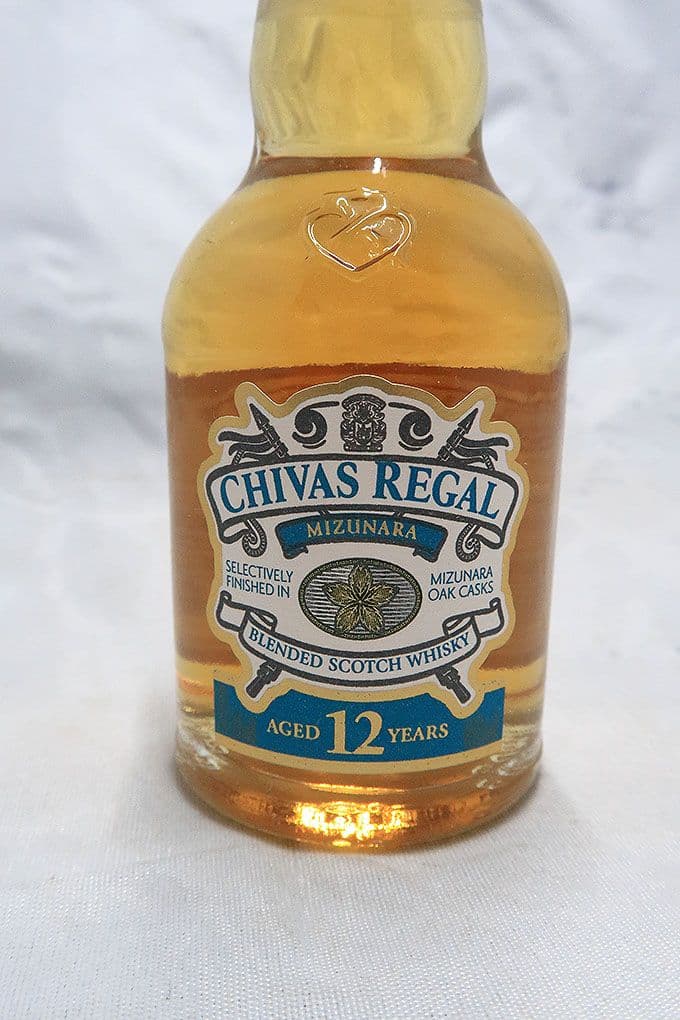 CHIVAS REGAL
MIZUNARA
SELECTIVELY
FINISHED IN
MIZUNARA
OAK CASKS
BLENDED SCOTCH WHISKY
AGED 12 YEARS